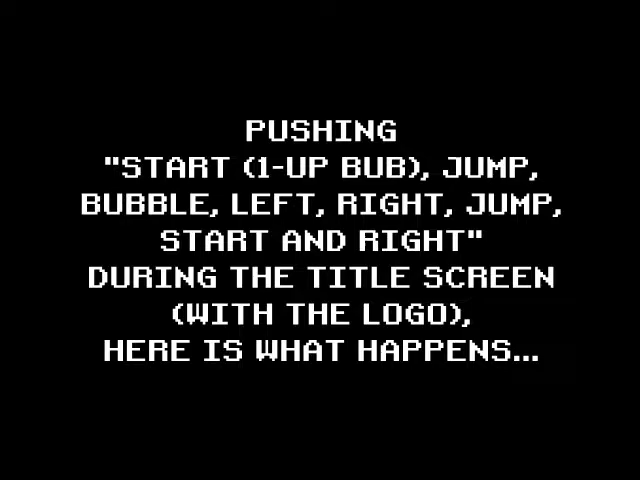 PUSHING
"START (1-UP BUB), JUMP,
BUBBLE, LEFT, RIGHT, JUMP,
START AND RIGHT"
DURING THE TITLE SCREEN
(WITH THE LOGO),
HERE IS WHAT HAPPENS...